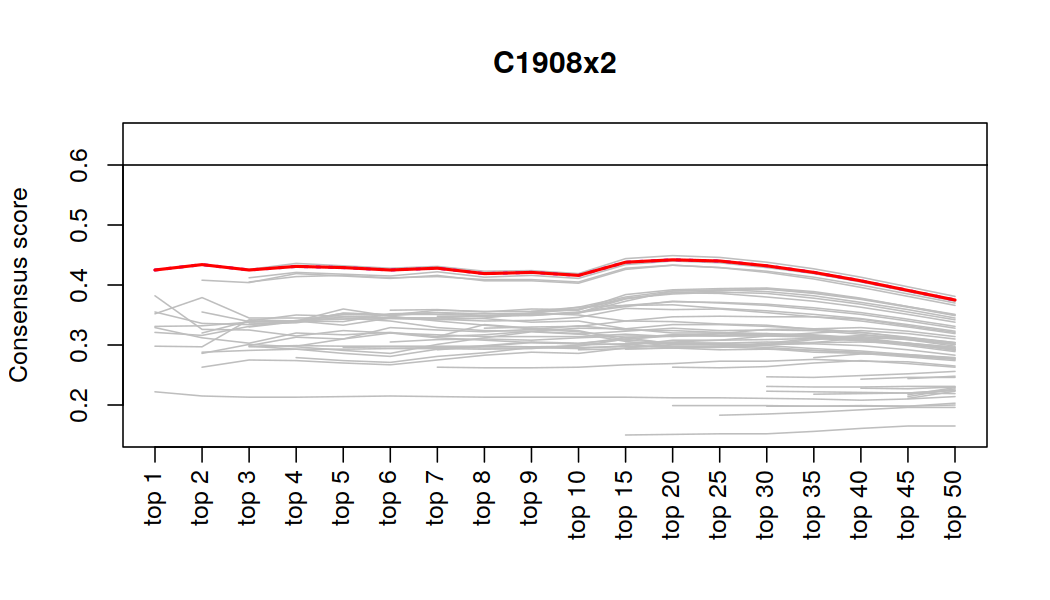 C1908x2
Consensus score
0.6
0.5
0.4
0.3
0.2
top 1
top 2
top 3
top 4
top 5
top 6
top 7
top 8
top 9
top 10
top 15
top 20
top 25
top 30
top 35
top 40
top 45
top 50